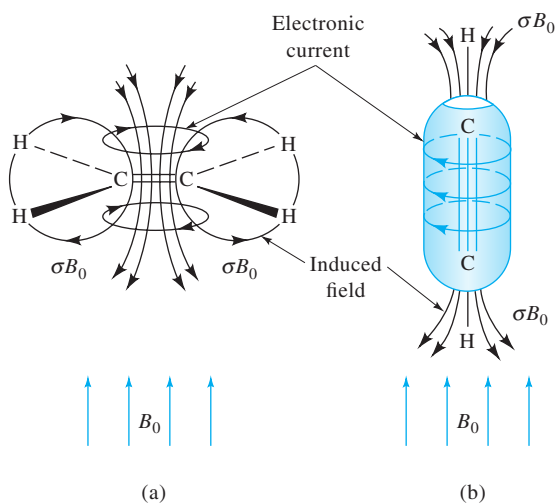 Electronic
current
H
σB₀
C
H
H
C
C
H
H
σB₀
σB₀
Induced
field
C
σB₀
H
B₀
B₀
(a)
(b)